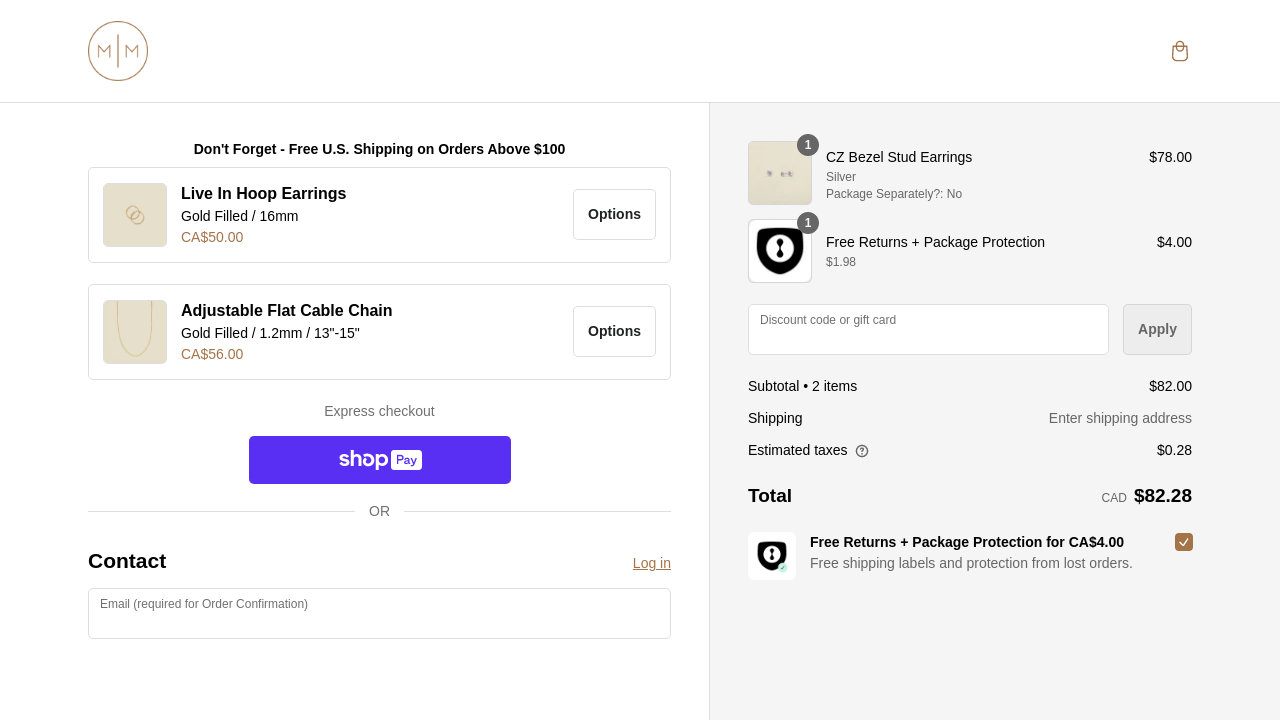 M|M
Don't Forget - Free U.S. Shipping on Orders Above $100
Live In Hoop Earrings
Gold Filled / 16mm
CA$50.00
Options
Adjustable Flat Cable Chain
Gold Filled / 1.2mm / 13"-15"
CA$56.00
Options
Express checkout
shop Pay
OR
Contact
Log in
Email (required for Order Confirmation)
1
CZ Bezel Stud Earrings
$78.00
Silver
Package Separately?: No
1
Free Returns + Package Protection
$4.00
$1.98
Discount code or gift card
Apply
Subtotal • 2 items
$82.00
Shipping
Enter shipping address
Estimated taxes
$0.28
Total
CAD $82.28
Free Returns + Package Protection for CA$4.00
Free shipping labels and protection from lost orders.